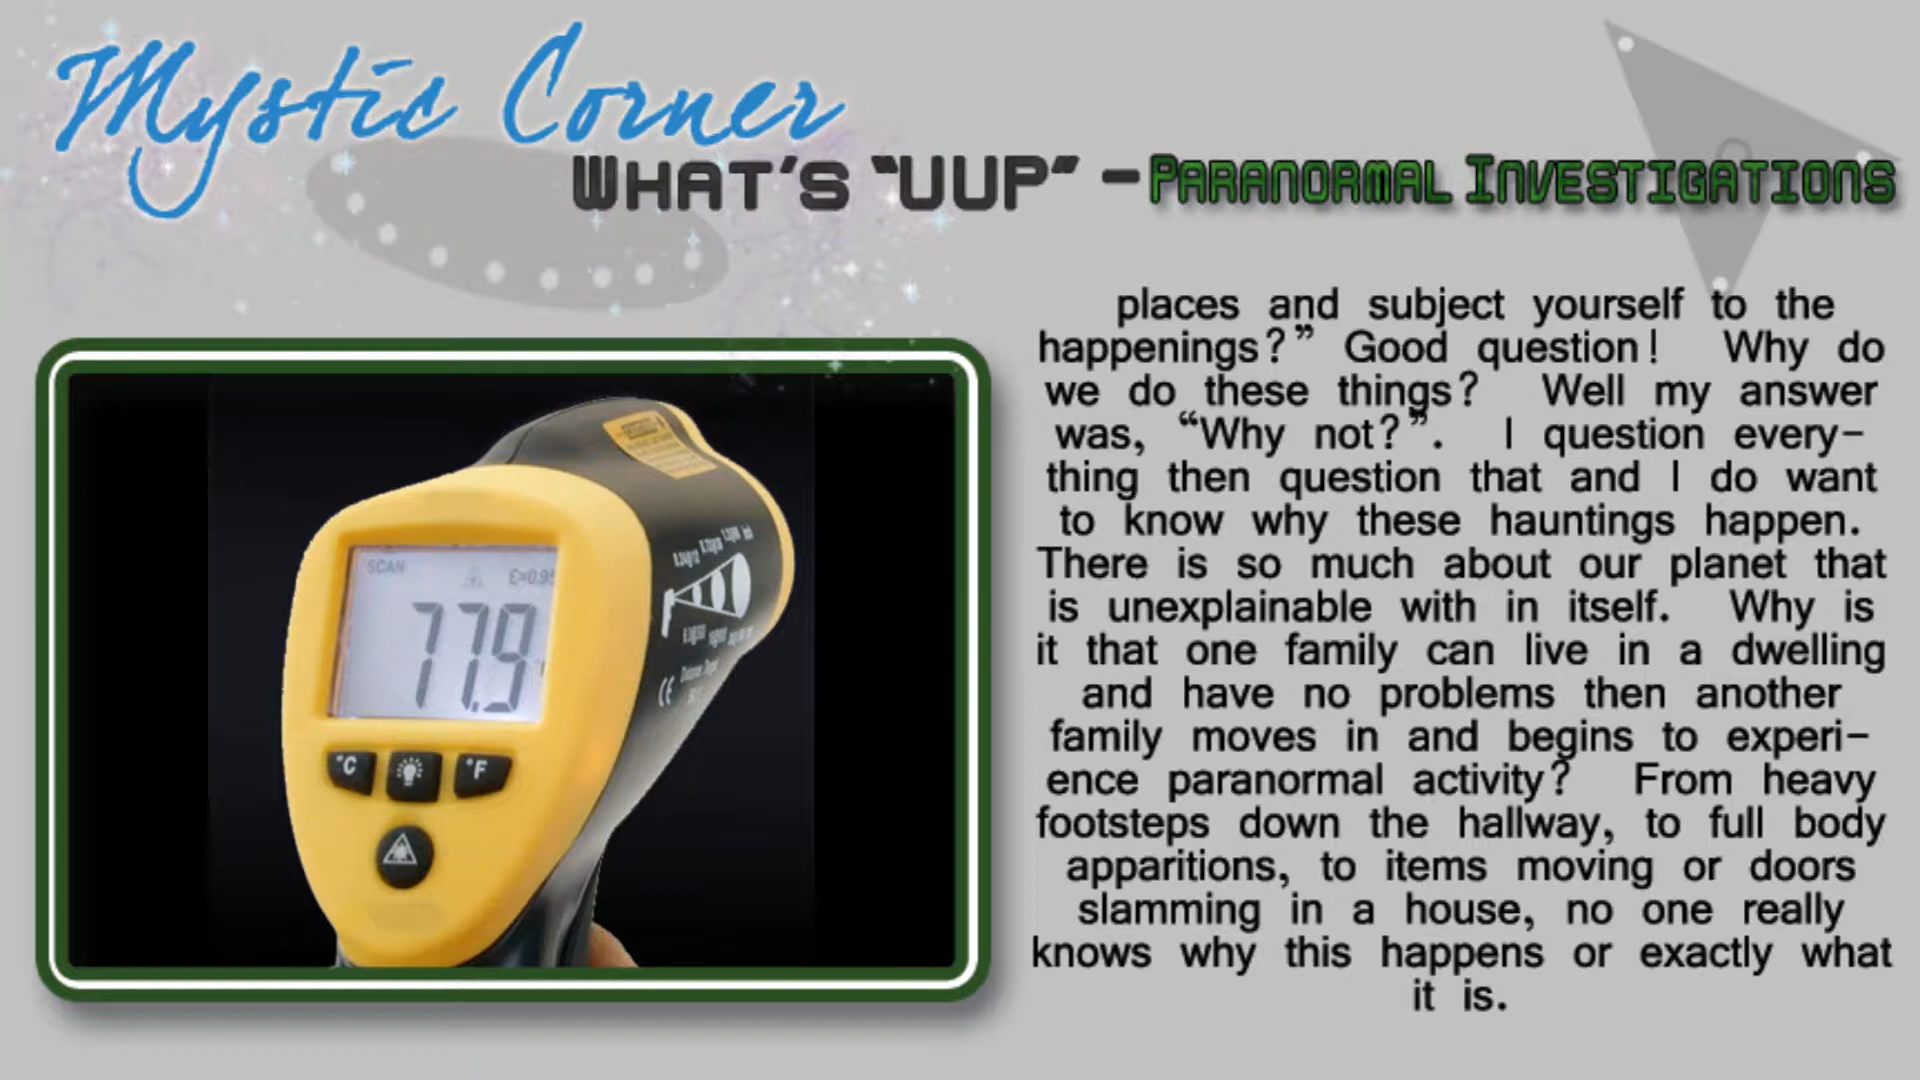 Mystic Corner
What's "UUP" - Paranormal Investigations
places and subject yourself to the
happenings?” Good question! Why do
we do these things? Well my answer
was, “Why not?”. I question every-
thing then question that and I do want
to know why these hauntings happen.
There is so much about our planet that
is unexplainable with in itself. Why is
it that one family can live in a dwelling
and have no problems then another
family moves in and begins to experi-
ence paranormal activity? From heavy
footsteps down the hallway, to full body
apparitions, to items moving or doors
slamming in a house, no one really
knows why this happens or exactly what
it is.
SCAN
E=0.95
77.9
°C
°F
CE